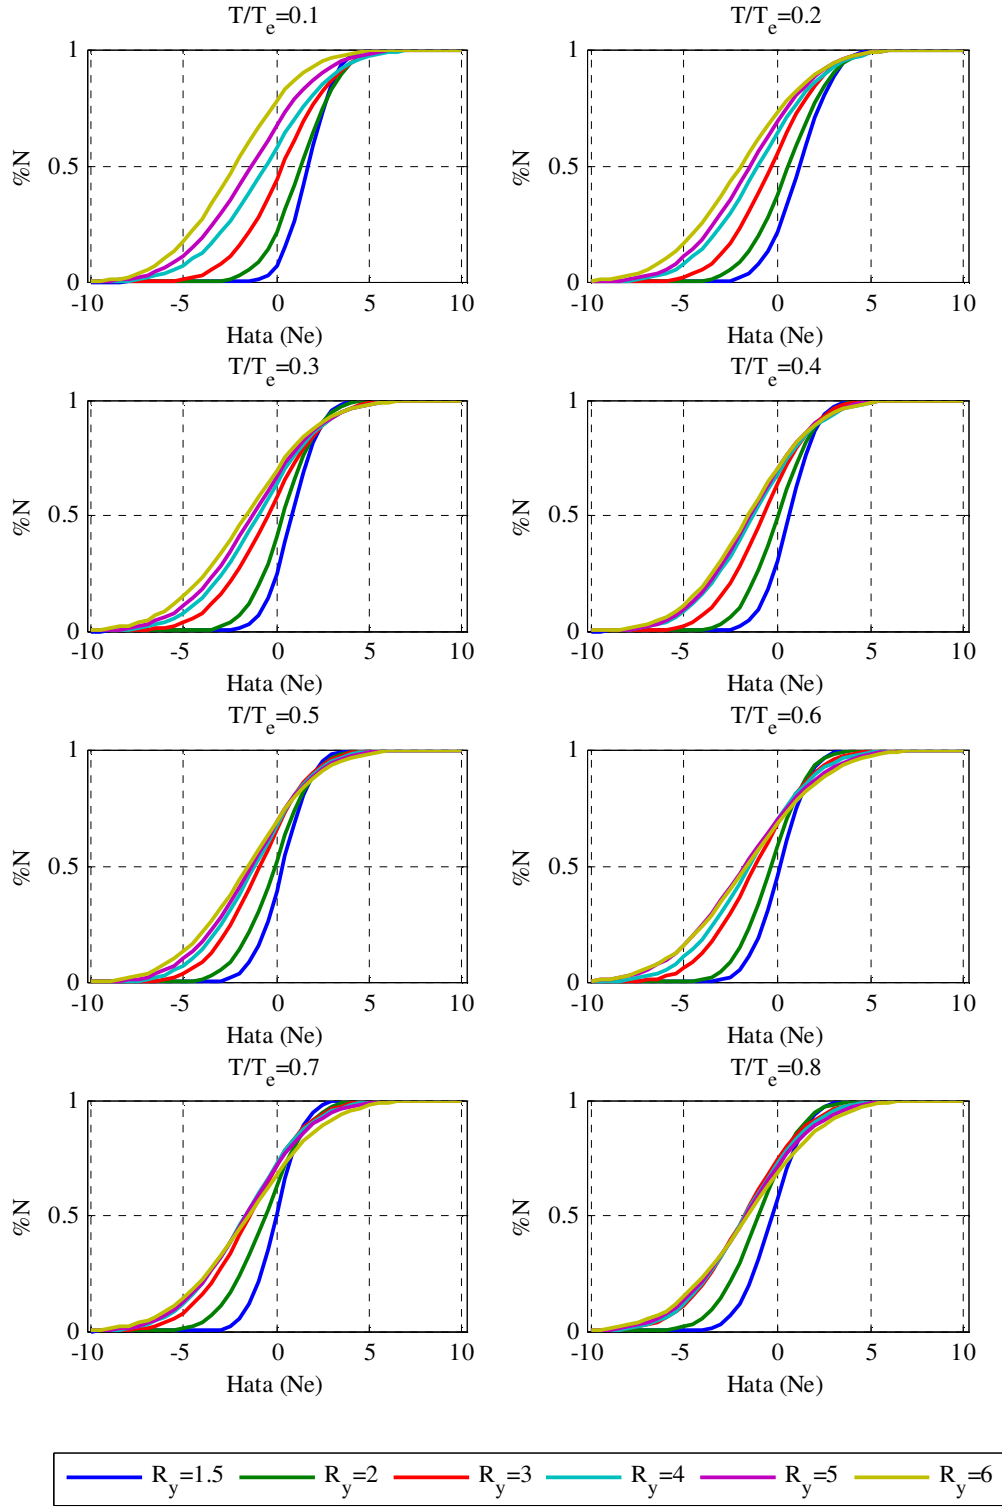 T/Te=0.1
T/Te=0.2
1
0.5
0
%N
-10 -5 0 5 10
Hata (Ne)
1
0.5
0
%N
-10 -5 0 5 10
Hata (Ne)
T/Te=0.3
T/Te=0.4
1
0.5
0
%N
-10 -5 0 5 10
Hata (Ne)
1
0.5
0
%N
-10 -5 0 5 10
Hata (Ne)
T/Te=0.5
T/Te=0.6
1
0.5
0
%N
-10 -5 0 5 10
Hata (Ne)
1
0.5
0
%N
-10 -5 0 5 10
Hata (Ne)
T/Te=0.7
T/Te=0.8
1
0.5
0
%N
-10 -5 0 5 10
Hata (Ne)
1
0.5
0
%N
-10 -5 0 5 10
Hata (Ne)
Ry=1.5 Ry=2 Ry=3 Ry=4 Ry=5 Ry=6